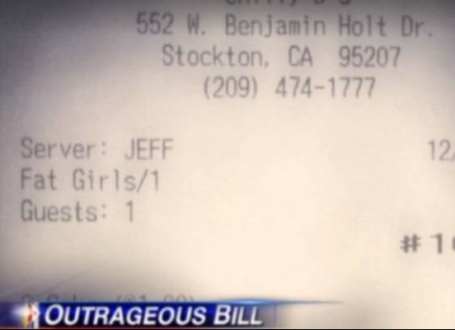 552 W. Benjamin Holt Dr.
Stockton, CA 95207
(209) 474-1777
Server: JEFF
12/
Fat Girls/1
Guests: 1
#1
OUTRAGEOUS BILL